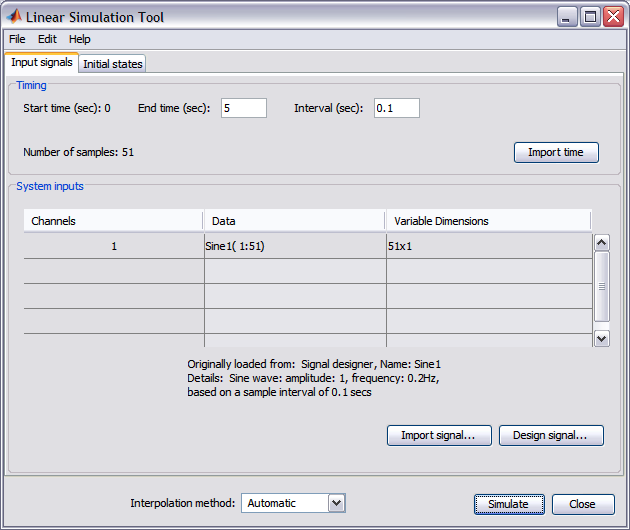 Linear Simulation Tool
File Edit Help
Input signals Initial states
Timing
Start time (sec): 0 End time (sec): 5 Interval (sec): 0.1
Number of samples: 51 Import time
System inputs
Channels Data Variable Dimensions
1 Sine1( 1:51) 51x1
Originally loaded from: Signal designer, Name: Sine1
Details: Sine wave: amplitude: 1, frequency: 0.2Hz,
based on a sample interval of 0.1 secs
Import signal... Design signal...
Interpolation method: Automatic Simulate Close